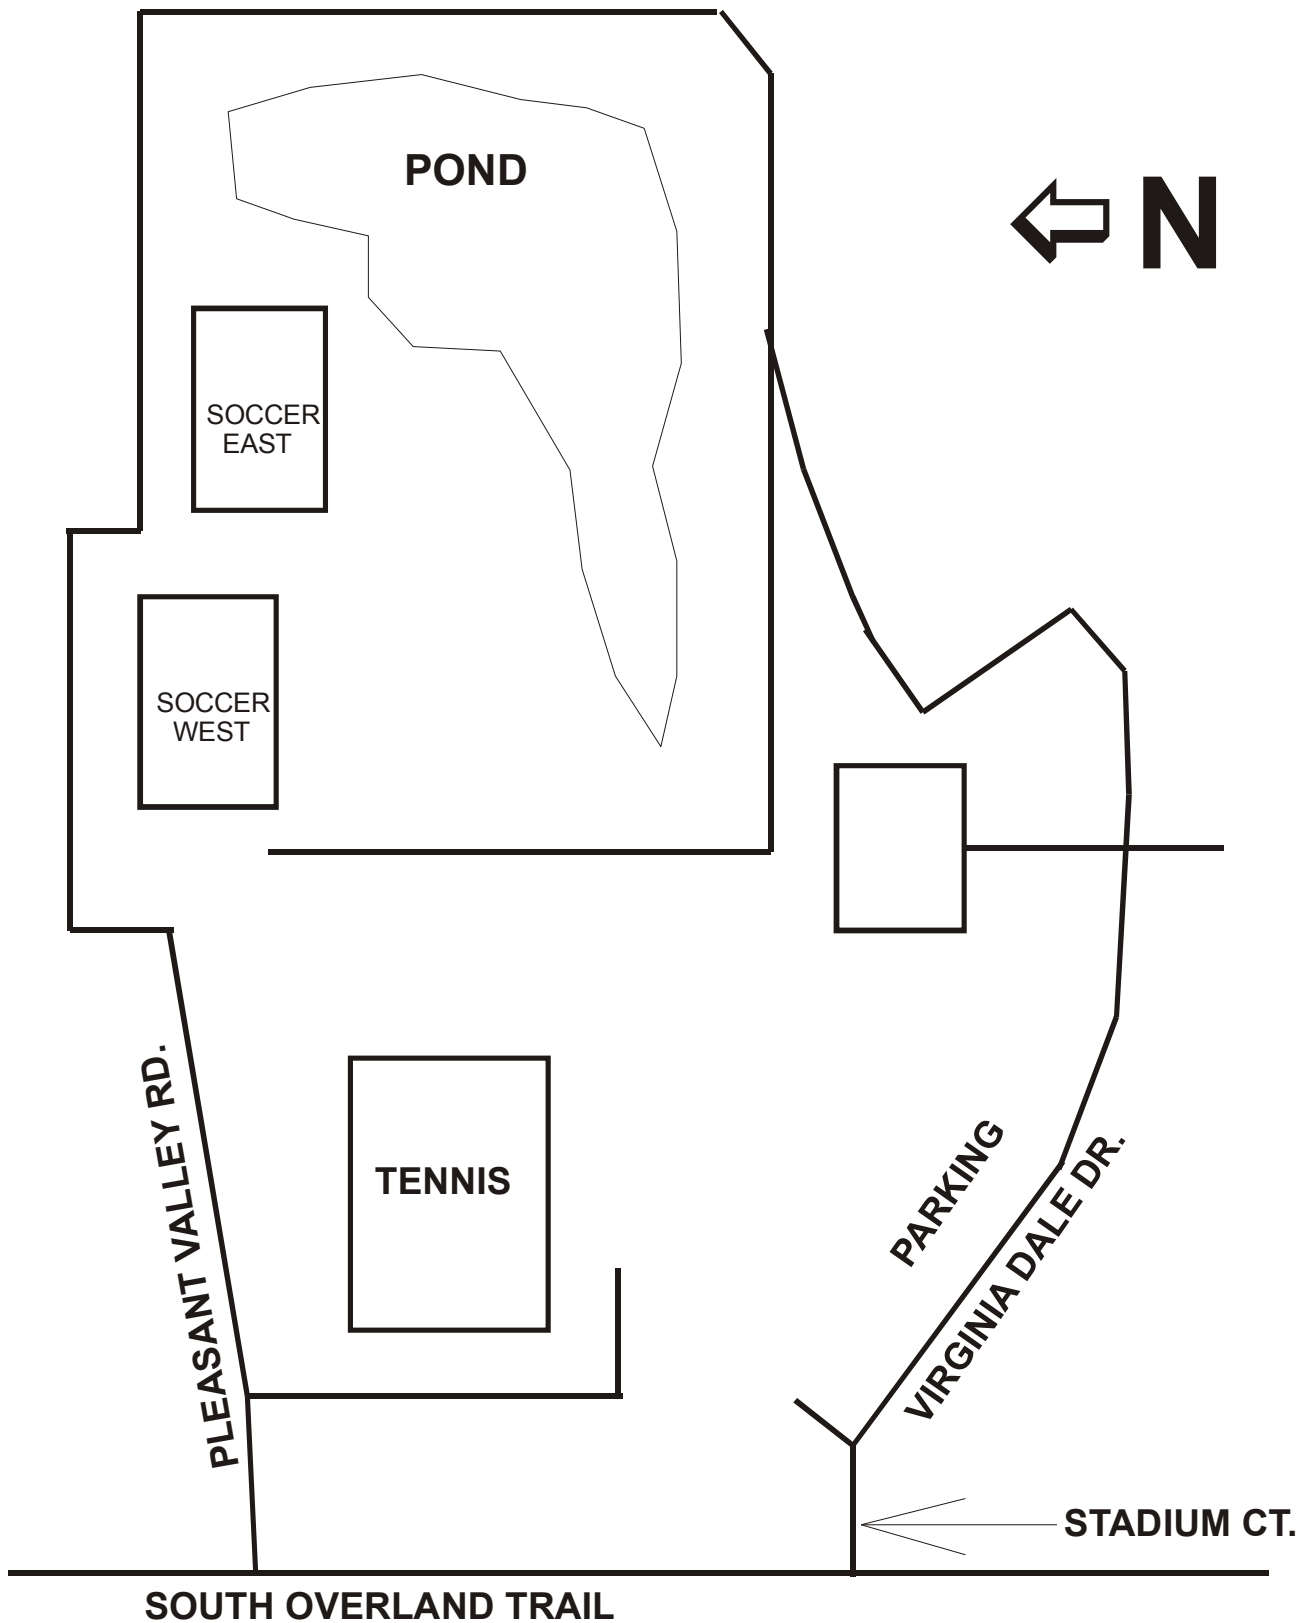 POND
N
SOCCER
EAST
SOCCER
WEST
PLEASANT VALLEY RD.
TENNIS
PARKING
VIRGINIA DALE DR.
STADIUM CT.
SOUTH OVERLAND TRAIL